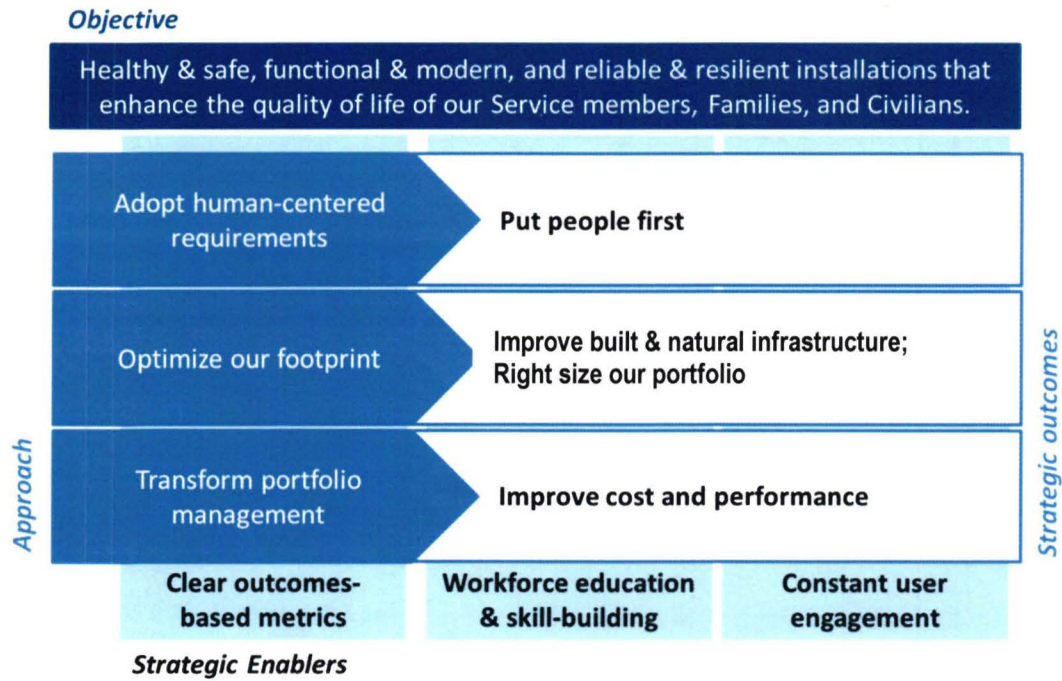 Objective
Healthy & safe, functional & modern, and reliable & resilient installations that
enhance the quality of life of our Service members, Families, and Civilians.
Approach
Adopt human-centered
requirements
Put people first
Optimize our footprint
Improve built & natural infrastructure;
Right size our portfolio
Transform portfolio
management
Improve cost and performance
Strategic outcomes
Clear outcomes-
based metrics
Workforce education
& skill-building
Constant user
engagement
Strategic Enablers